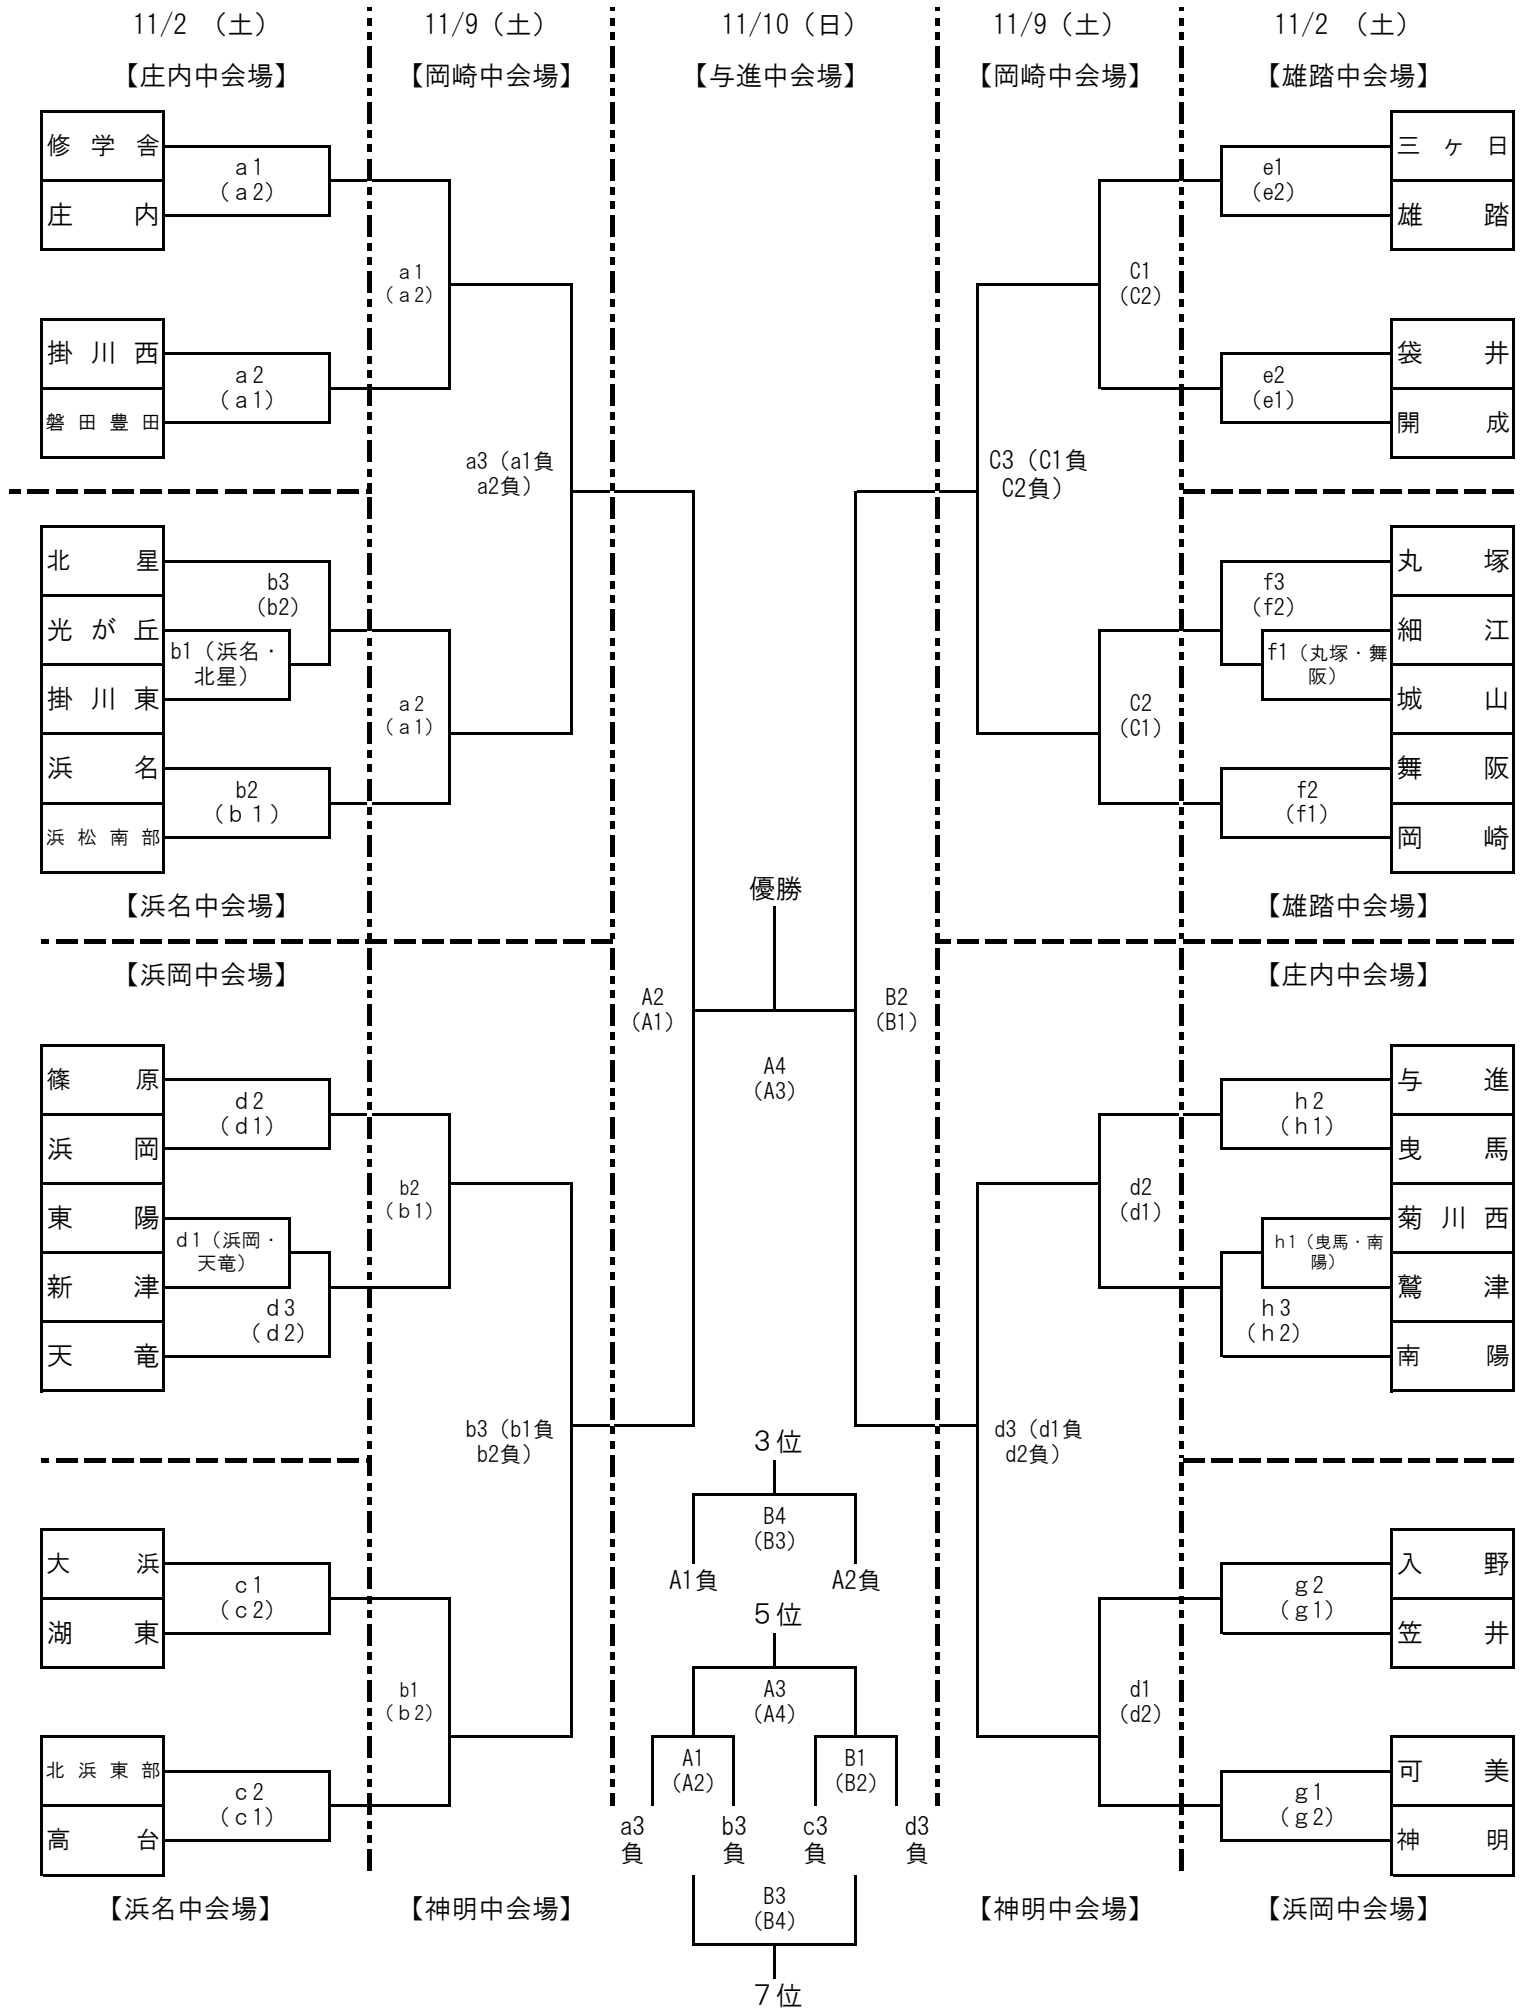 11/2 （土）
11/9（土）
11/10（日）
11/9（土）
11/2 （土）
【庄内中会場】
【岡崎中会場】
【与進中会場】
【岡崎中会場】
【雄踏中会場】
修学舎
庄内
a1
（a2）
掛川西
磐田豊田
a2
（a1）
a1
（a2）
a3（a1負
a2負）
北星
光が丘
掛川東
浜名
浜松南部
b3
（b2）
b1（浜名・
北星）
b2
（b1）
a2
（a1）
【浜名中会場】
【浜岡中会場】
篠原
浜岡
東陽
新津
天竜
d2
（d1）
d1（浜岡・
天竜）
d3
（d2）
b2
（b1）
b3（b1負
b2負）
大浜
湖東
c1
（c2）
北浜東部
高台
c2
（c1）
b1
（b2）
【浜名中会場】
【神明中会場】
優勝
A2
（A1）
B2
（B1）
A4
（A3）
3位
B4
（B3）
A1負
A2負
5位
A3
（A4）
A1
（A2）
B1
（B2）
a3
負
b3
負
c3
負
d3
負
B3
（B4）
7位
三ヶ日
雄踏
e1
（e2）
袋井
開成
e2
（e1）
C1
（C2）
C3（C1負
C2負）
丸塚
細江
城山
舞阪
岡崎
f3
（f2）
f1（丸塚・舞
阪）
f2
（f1）
C2
（C1）
【雄踏中会場】
【庄内中会場】
与進
曳馬
菊川西
鷲津
南陽
h2
（h1）
h1（曳馬・南
陽）
h3
（h2）
d2
（d1）
d3（d1負
d2負）
入野
笠井
g2
（g1）
可美
神明
g1
（g2）
d1
（d2）
【神明中会場】
【浜岡中会場】